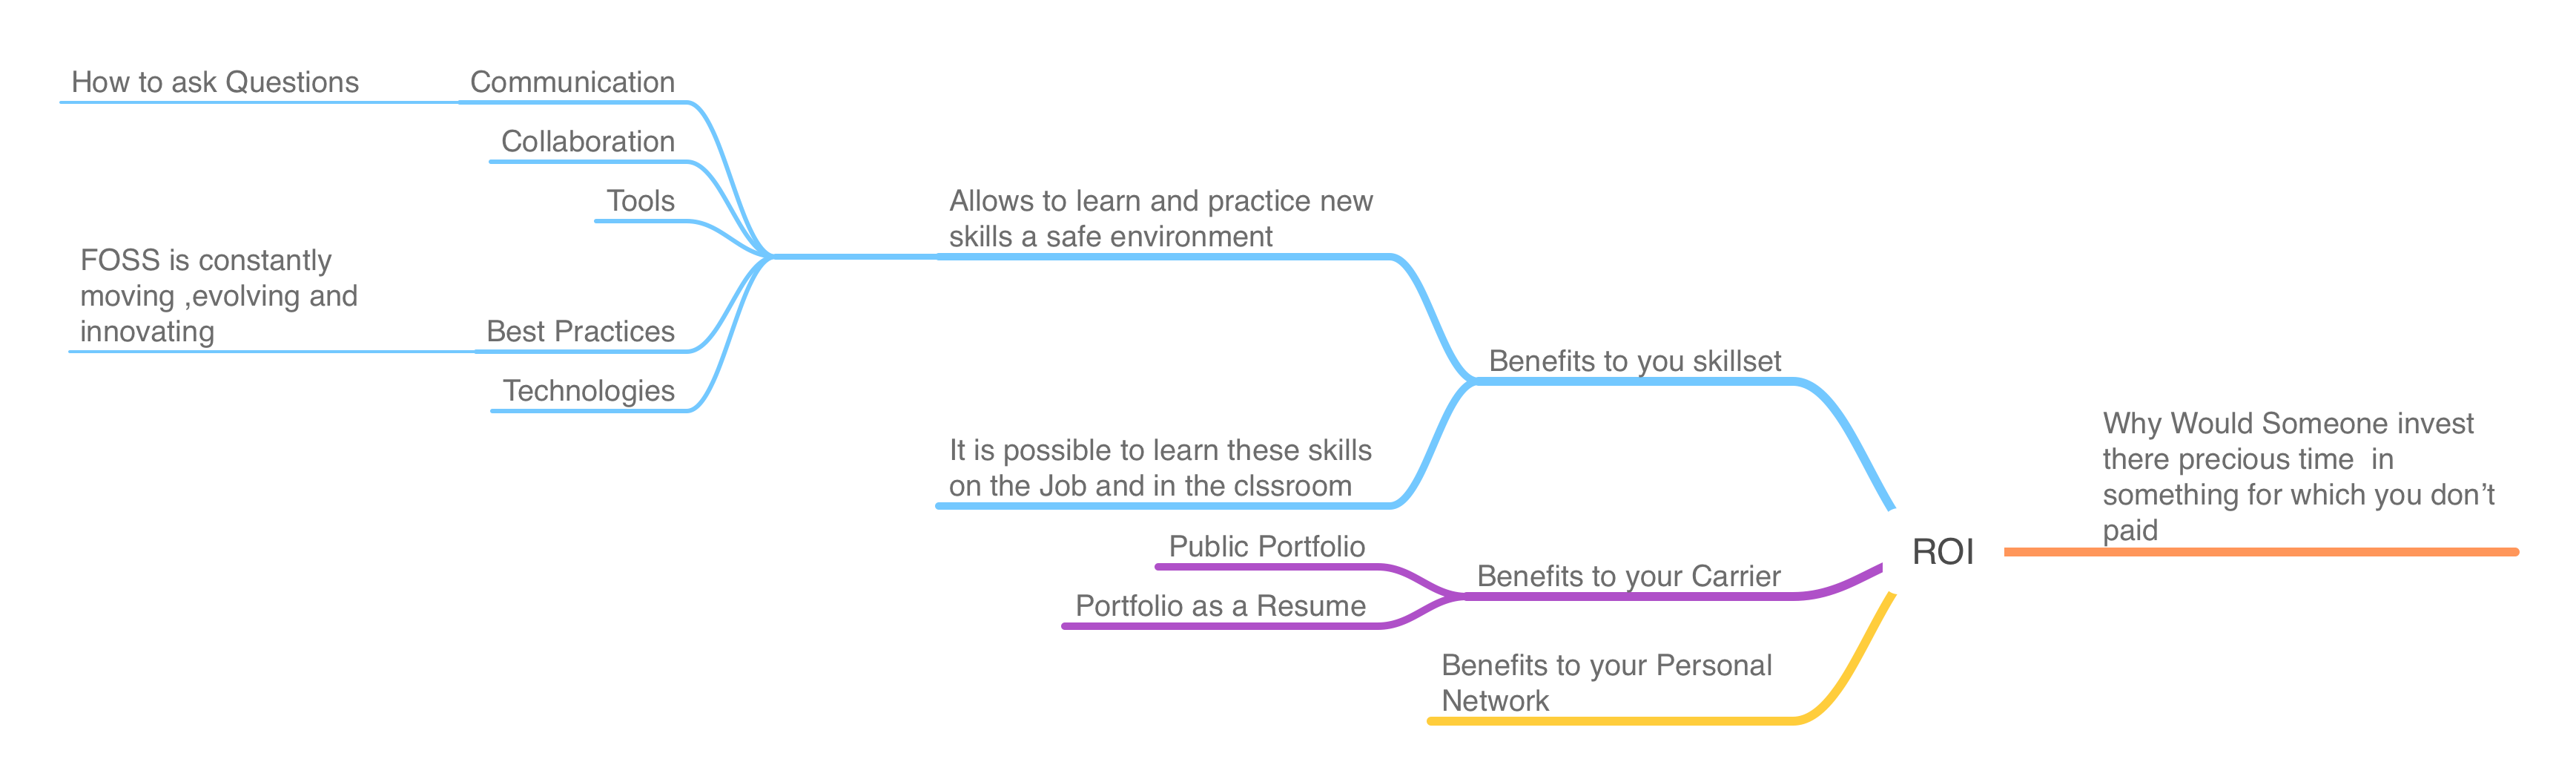 How to ask Questions
Communication
Collaboration
Tools
FOSS is constantly
moving ,evolving and
innovating
Best Practices
Technologies
Allows to learn and practice new
skills a safe environment
It is possible to learn these skills
on the Job and in the clssroom
Benefits to you skillset
Public Portfolio
Portfolio as a Resume
Benefits to your Carrier
Benefits to your Personal
Network
ROI
Why Would Someone invest
there precious time  in
something for which you don’t
paid